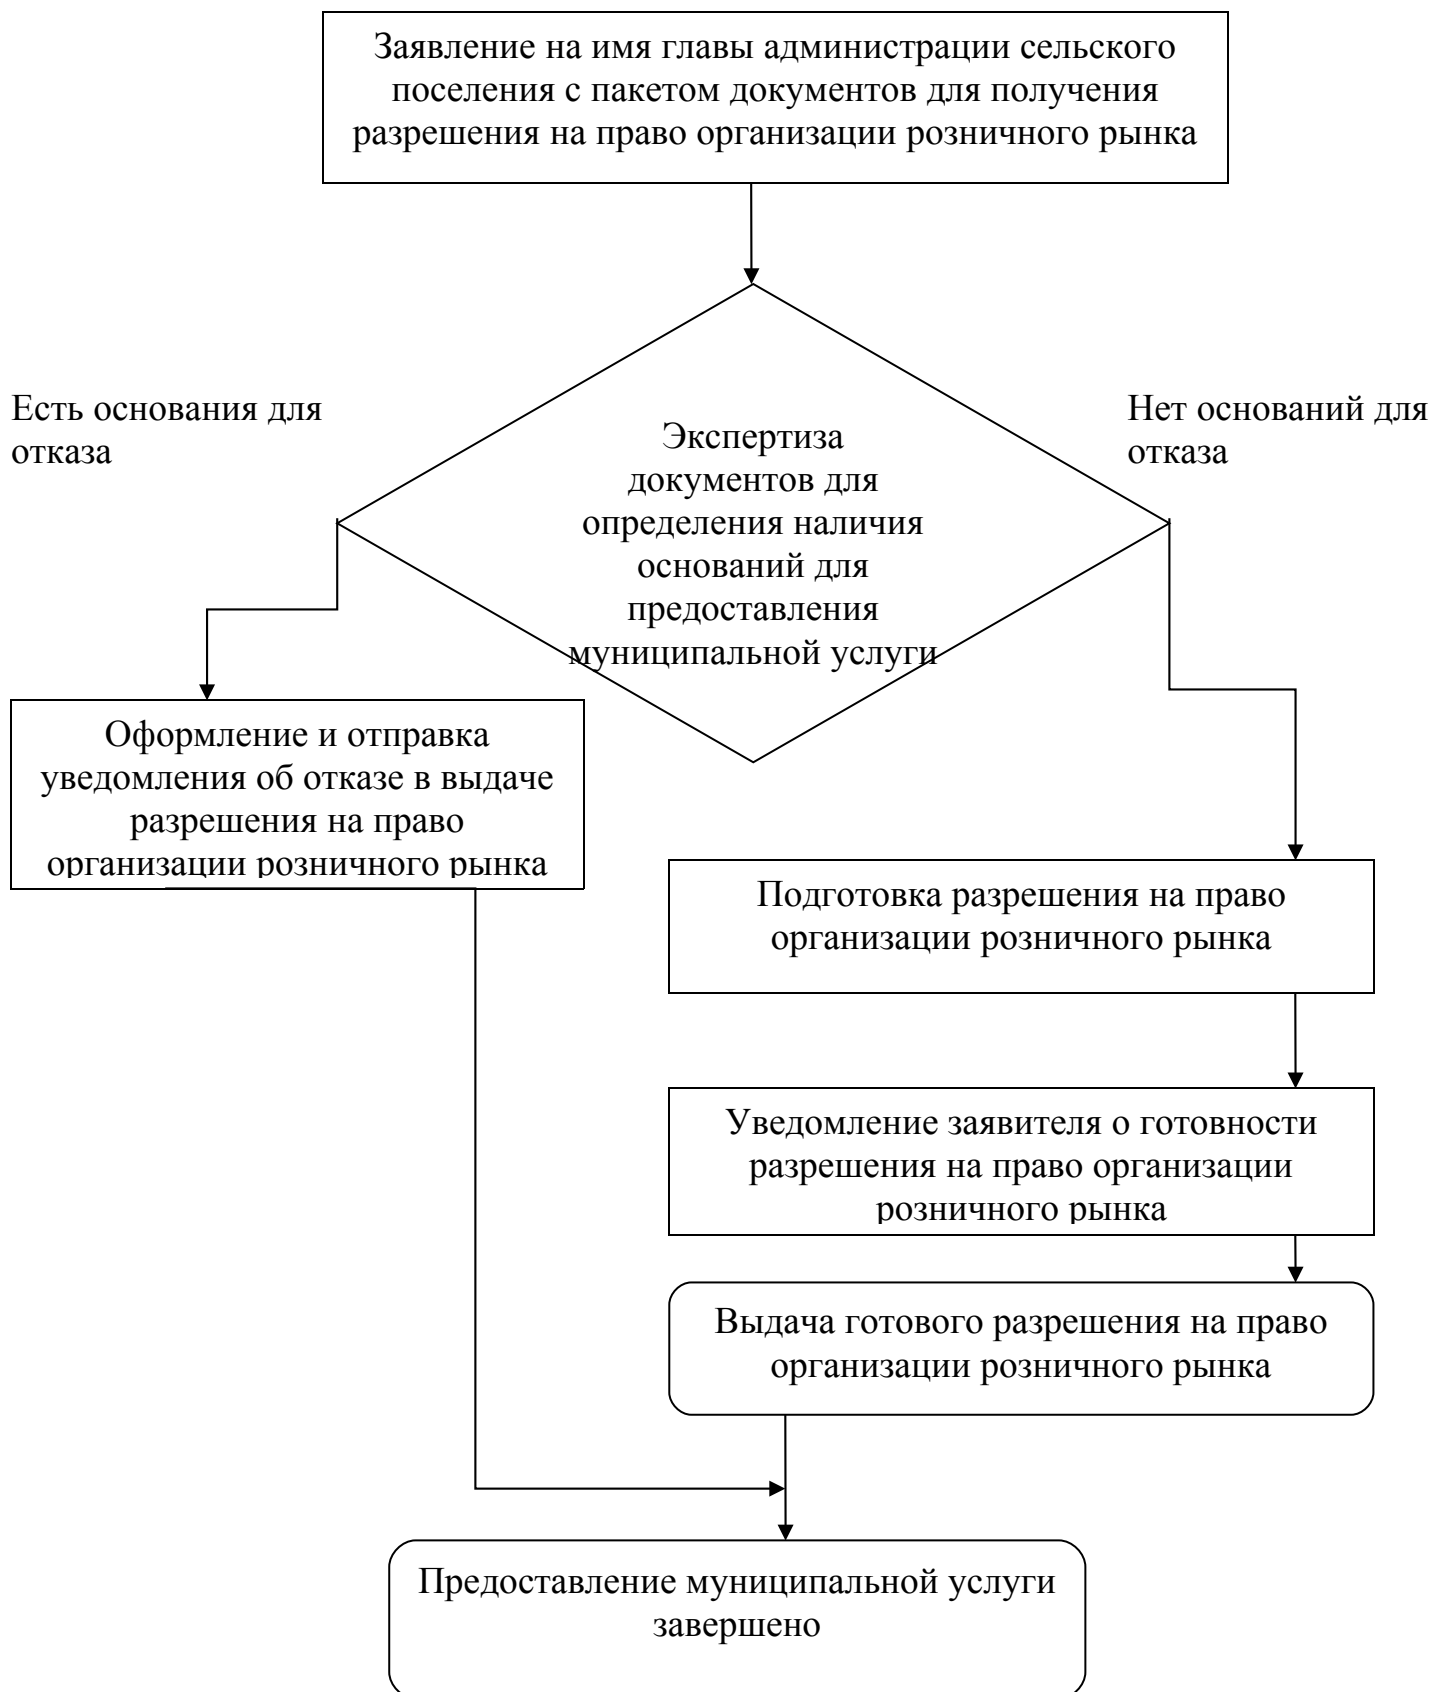 Заявление на имя главы администрации сельского
поселения с пакетом документов для получения
разрешения на право организации розничного рынка
Есть основания для
отказа
Нет оснований для
отказа
Экспертиза
документов для
определения наличия
оснований для
предоставления
муниципальной услуги
Оформление и отправка
уведомления об отказе в выдаче
разрешения на право
организации розничного рынка
Подготовка разрешения на право
организации розничного рынка
Уведомление заявителя о готовности
разрешения на право организации
розничного рынка
Выдача готового разрешения на право
организации розничного рынка
Предоставление муниципальной услуги
завершено